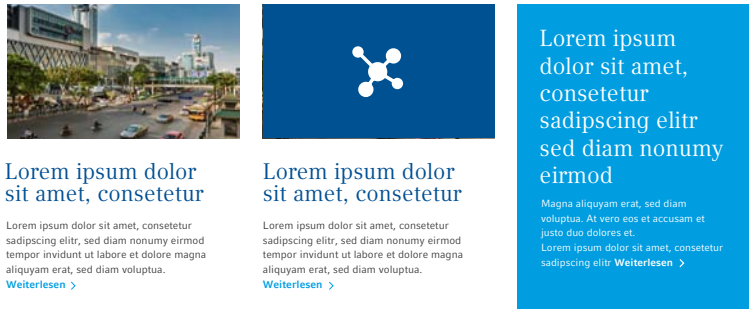 Lorem ipsum dolor
sit amet, consetetur
Lorem ipsum dolor sit amet, consetetur
sadipscing elitr, sed diam nonumy eirmod
tempor invidunt ut labore et dolore magna
aliquyam erat, sed diam voluptua.
Weiterlesen
Lorem ipsum dolor
sit amet, consetetur
Lorem ipsum dolor sit amet, consetetur
sadipscing elitr, sed diam nonumy eirmod
tempor invidunt ut labore et dolore magna
aliquyam erat, sed diam voluptua.
Weiterlesen
Lorem ipsum
dolor sit amet,
consetetur
sadipscing elitr
sed diam nonumy
eirmod
Magna aliquyam erat, sed diam
voluptua. At vero eos et accusam et
justo duo dolores et.
Lorem ipsum dolor sit amet, consetetur
sadipscing elitr Weiterlesen